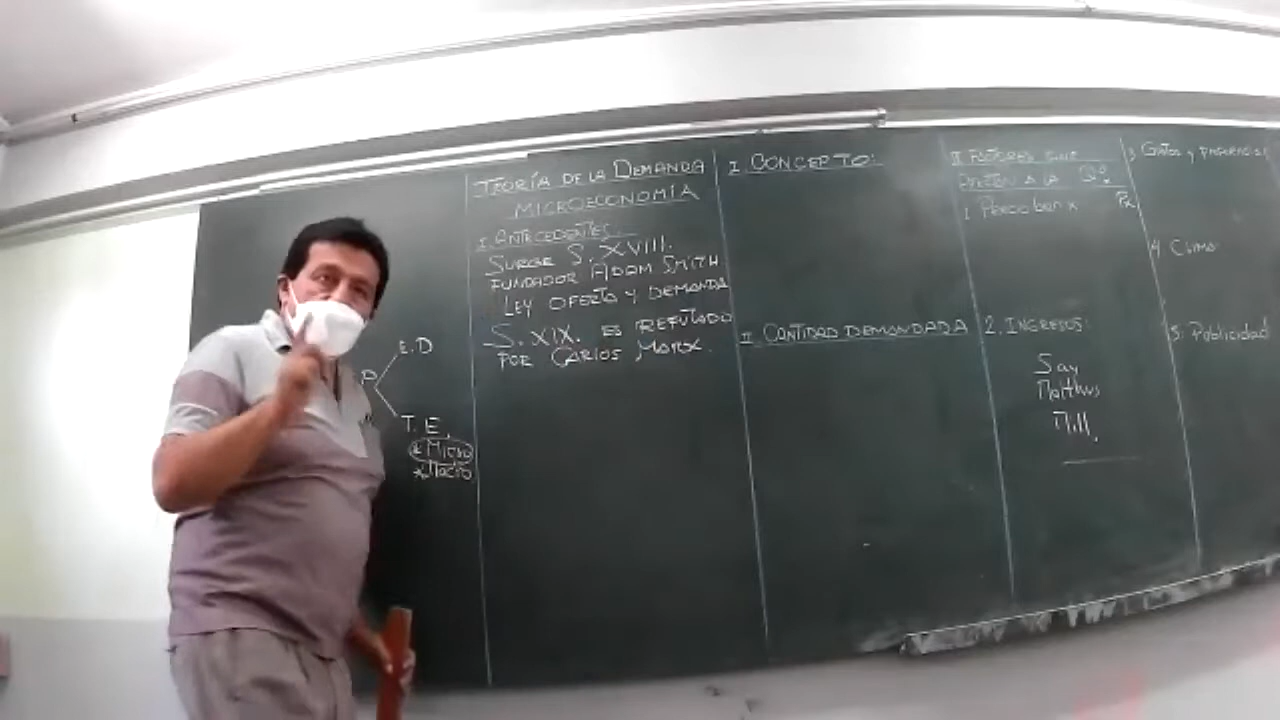 E.D
P
T. E.
* Micro
* Macro
TEORÍA DE LA DEMANDA
MICROECONOMÍA
I. ANTECEDENTES.
SURGE S. XVIII.
FUNDADOR ADAM SMITH
LEY OFERTA Y DEMANDA
S. XIX. ES REFUTADO
POR CARLOS MARX.
I. CONCEPTO:
II. CANTIDAD DEMANDADA
II FACTORES QUE
AFECTAN A LA
1. Precio bien x Px
2. INGRESOS:
Say
Malthus
Mill.
3 Gustos y preferencias
4 Clima
5. Publicidad